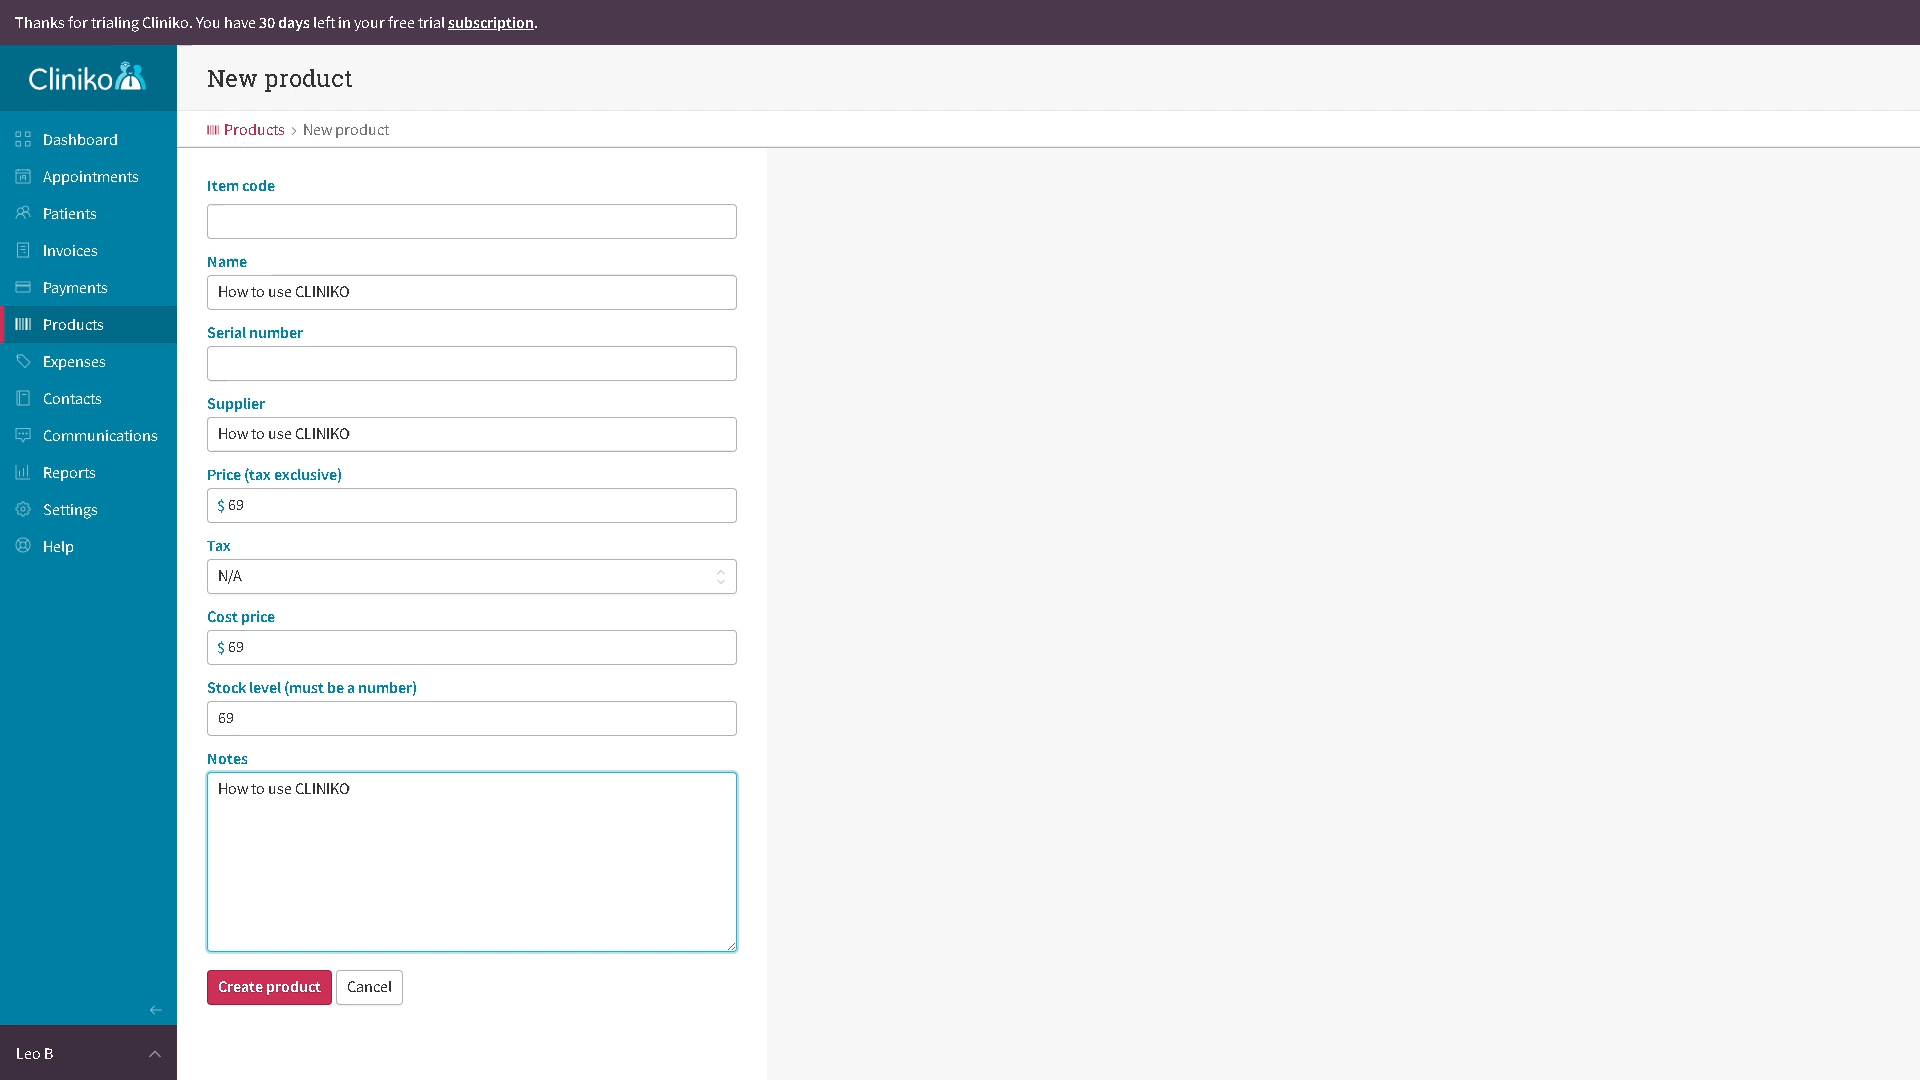 Thanks for trialing Cliniko. You have 30 days left in your free trial subscription.
Cliniko
New product
Products › New product
Dashboard
Appointments
Patients
Invoices
Payments
Products
Expenses
Contacts
Communications
Reports
Settings
Help
Item code
Name
How to use CLINIKO
Serial number
Supplier
How to use CLINIKO
Price (tax exclusive)
$ 69
Tax
N/A
Cost price
$ 69
Stock level (must be a number)
69
Notes
How to use CLINIKO
Create product
Cancel
Leo B